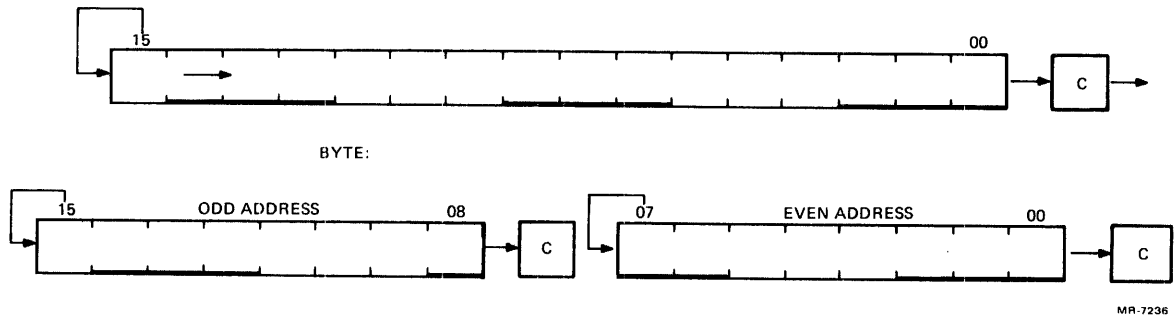 15 00
C
BYTE:
15 ODD ADDRESS 08
C
07 EVEN ADDRESS 00
C
MR-7236